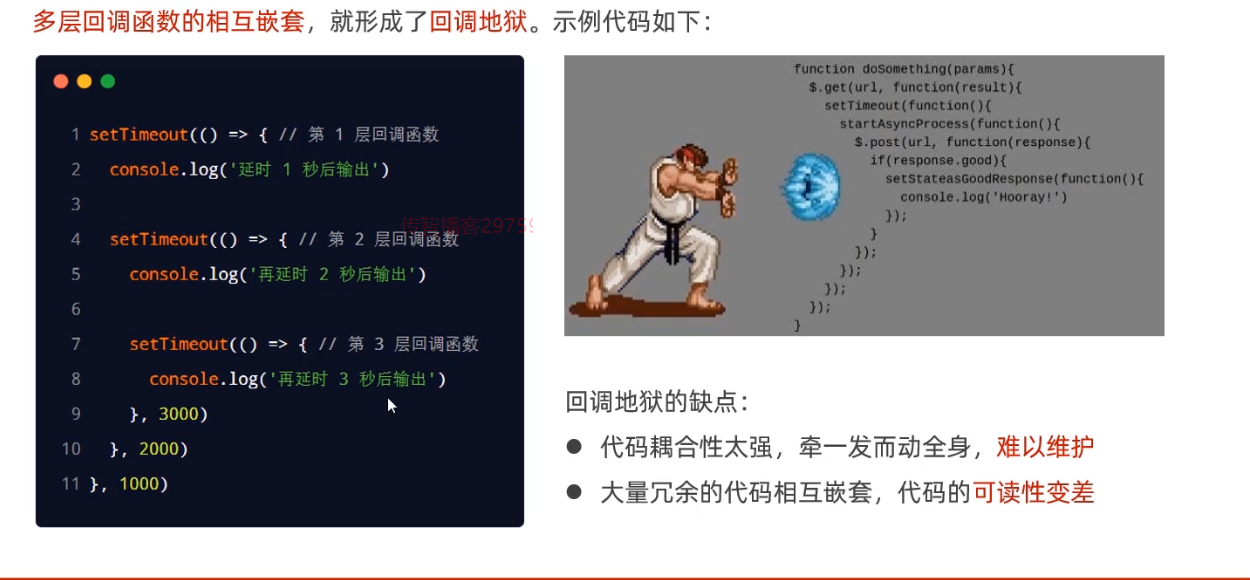 多层回调函数的相互嵌套，就形成了回调地狱。示例代码如下：
1 setTimeout(() => { // 第 1 层回调函数
2   console.log('延时 1 秒后输出')
3
4   setTimeout(() => { // 第 2 层回调函数
5     console.log('再延时 2 秒后输出')
6
7     setTimeout(() => { // 第 3 层回调函数
8       console.log('再延时 3 秒后输出')
9     }, 3000)
10   }, 2000)
11 }, 1000)
传智播客29759
function doSomething(params){
  $.get(url, function(result){
    setTimeout(function(){
      startAsyncProcess(function(){
        $.post(url, function(response){
          if(response.good){
            setStateasGoodResponse(function(){
              console.log('Hooray!')
            });
          }
        });
      });
    });
  });
}
回调地狱的缺点：
● 代码耦合性太强，牵一发而动全身，难以维护
● 大量冗余的代码相互嵌套，代码的可读性变差